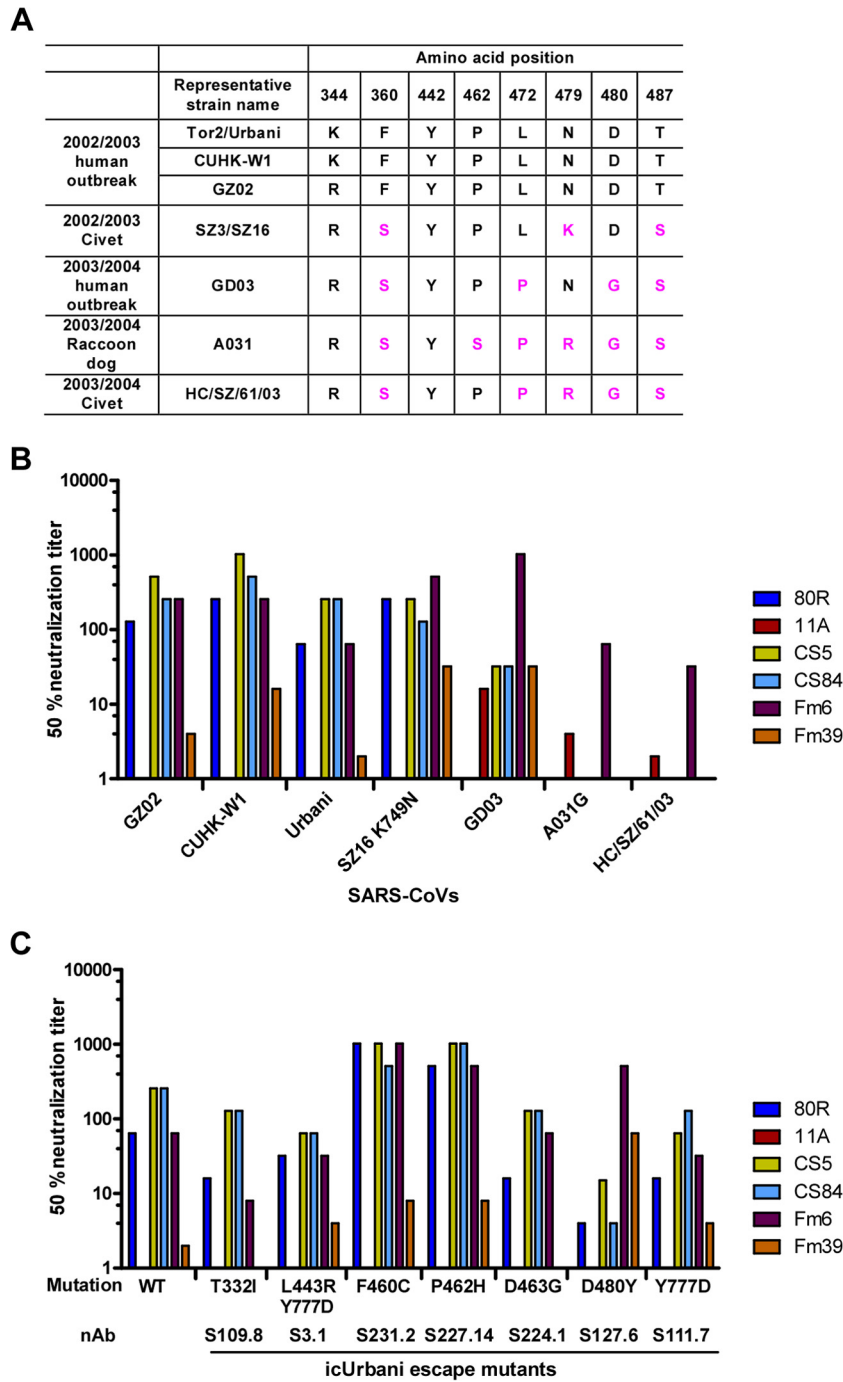 A
Amino acid position
Representative strain name 344 360 442 462 472 479 480 487
2002/2003 human outbreak
Tor2/Urbani K F Y P L N D T
CUHK-W1 K F Y P L N D T
GZ02 R F Y P L N D T
2002/2003 Civet SZ3/SZ16 R S Y P L K D S
2003/2004 human outbreak GD03 R S Y P P N G S
2003/2004 Raccoon dog A031 R S Y S P R G S
2003/2004 Civet HC/SZ/61/03 R S Y P P R G S
B
50 % neutralization titer
10000
1000
100
10
1
GZ02
CUHK-W1
Urbani
SZ16 K749N
GD03
A031G
HC/SZ/61/03
SARS-CoVs
80R
11A
CS5
CS84
Fm6
Fm39
C
50 % neutralization titer
10000
1000
100
10
1
80R
11A
CS5
CS84
Fm6
Fm39
Mutation WT T332I L443R Y777D F460C P462H D463G D480Y Y777D
nAb S109.8 S3.1 S231.2 S227.14 S224.1 S127.6 S111.7
icUrbani escape mutants